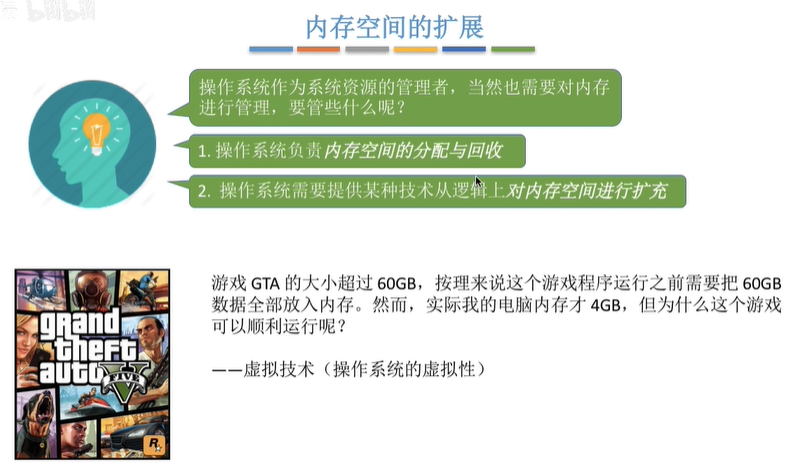 bilibili
内存空间的扩展
操作系统作为系统资源的管理者，当然也需要对内存
进行管理，要管些什么呢？
1. 操作系统负责内存空间的分配与回收
2. 操作系统需要提供某种技术从逻辑上对内存空间进行扩充
游戏 GTA 的大小超过 60GB，按理来说这个游戏程序运行之前需要把 60GB
数据全部放入内存。然而，实际我的电脑内存才 4GB，但为什么这个游戏
可以顺利运行呢？
——虚拟技术（操作系统的虚拟性）
grand
theft
auto
V
FIVE
R